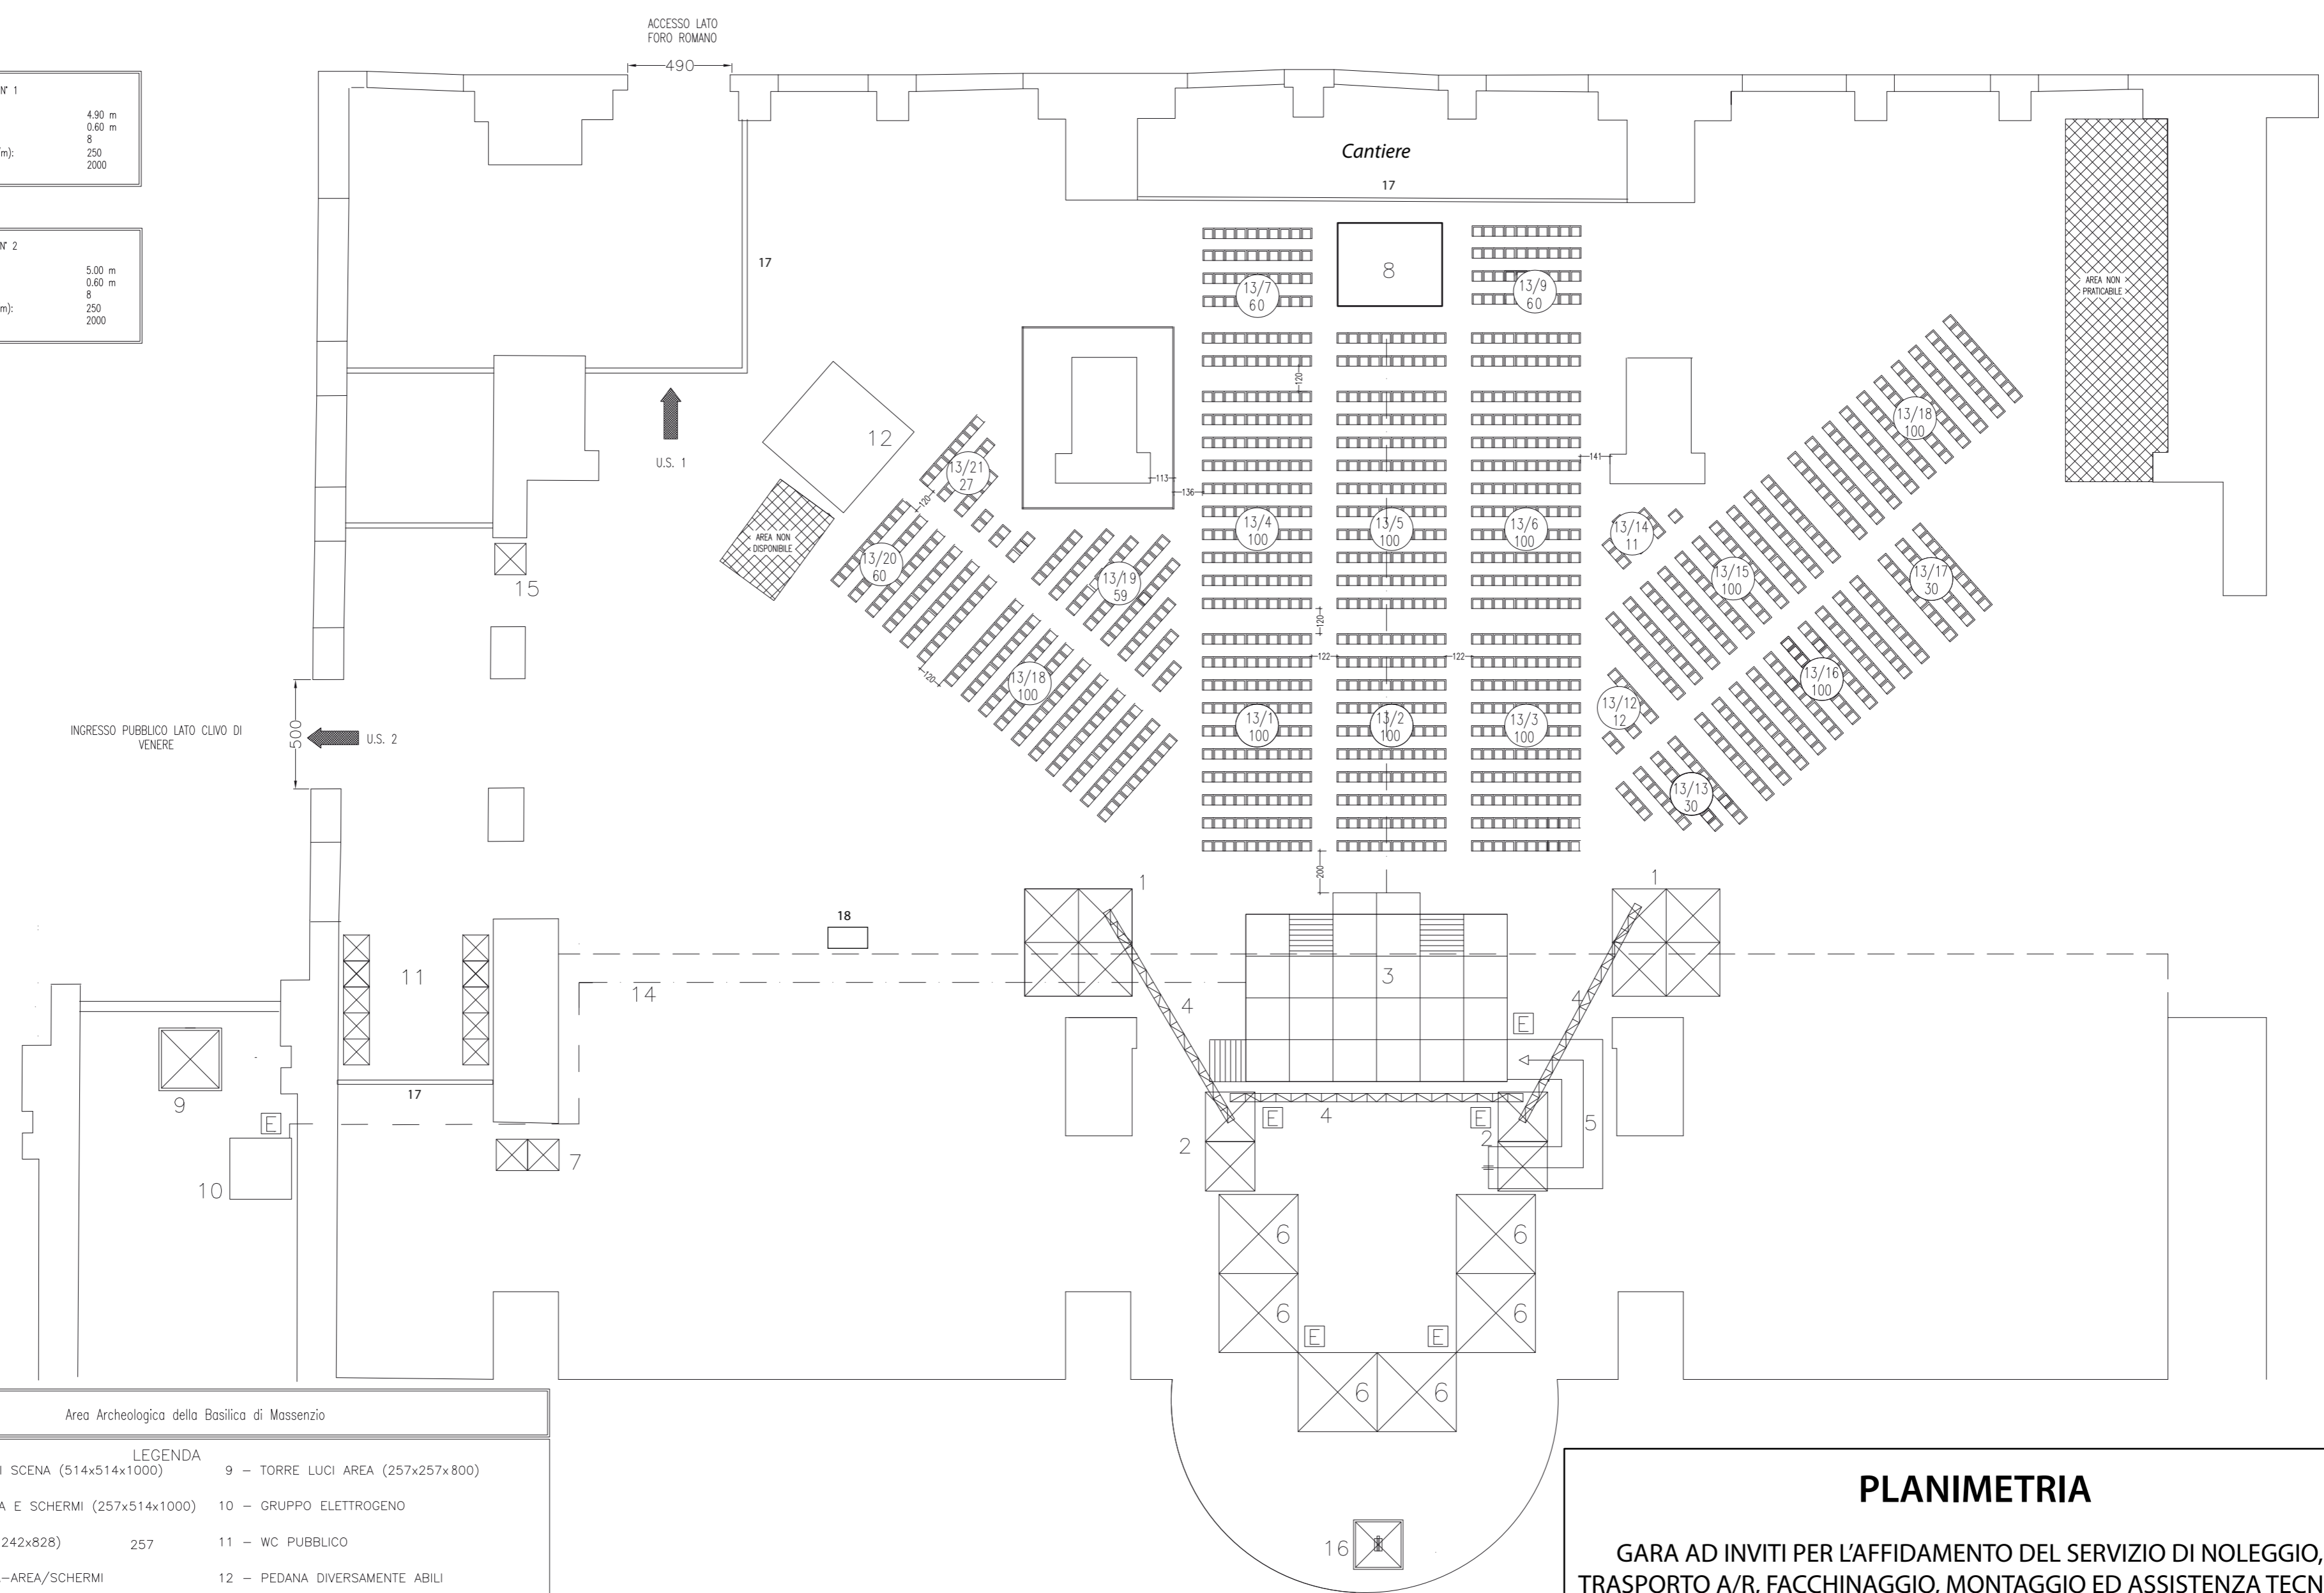 ACCESSO LATO
FORO ROMANO
490
N° 1
4.90 m
0.60 m
8
m): 250
2000
N° 2
5.00 m
0.60 m
8
m): 250
2000
Cantiere
17
17
8
13/7
60
13/9
60
AREA NON
PRATICABILE
120
12
U.S. 1
13/21
27
120
113
136
141
13/18
100
AREA NON
DISPONIBILE
13/20
60
13/19
59
13/4
100
13/5
100
13/6
100
13/14
11
13/15
100
13/17
30
15
120
122
122
120
13/18
100
13/16
100
13/12
12
INGRESSO PUBBLICO LATO CLIVO DI
VENERE
500
U.S. 2
13/1
100
13/2
100
13/3
100
13/13
30
200
1
1
18
11
14
3
4
4
E
9
17
E
E
E
4
5
2
2
7
10
6
6
6
6
E
E
6
6
16
Area Archeologica della Basilica di Massenzio
LEGENDA
I SCENA (514x514x1000)
9 – TORRE LUCI AREA (257x257x800)
A E SCHERMI (257x514x1000)
10 – GRUPPO ELETTROGENO
242x828)
257
11 – WC PUBBLICO
–AREA/SCHERMI
12 – PEDANA DIVERSAMENTE ABILI
PLANIMETRIA
GARA AD INVITI PER L'AFFIDAMENTO DEL SERVIZIO DI NOLEGGIO,
TRASPORTO A/R, FACCHINAGGIO, MONTAGGIO ED ASSISTENZA TECN